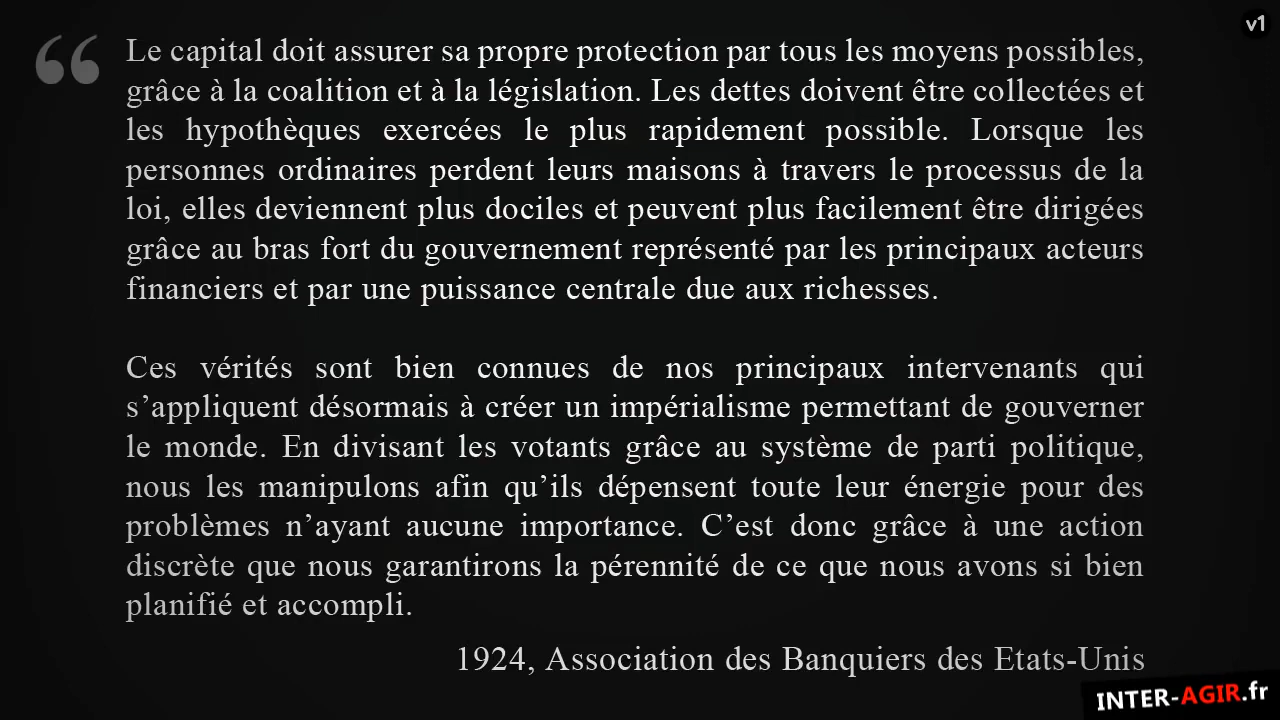 v1
“
Le capital doit assurer sa propre protection par tous les moyens possibles,
grâce à la coalition et à la législation. Les dettes doivent être collectées et
les hypothèques exercées le plus rapidement possible. Lorsque les
personnes ordinaires perdent leurs maisons à travers le processus de la
loi, elles deviennent plus dociles et peuvent plus facilement être dirigées
grâce au bras fort du gouvernement représenté par les principaux acteurs
financiers et par une puissance centrale due aux richesses.
Ces vérités sont bien connues de nos principaux intervenants qui
s’appliquent désormais à créer un impérialisme permettant de gouverner
le monde. En divisant les votants grâce au système de parti politique,
nous les manipulons afin qu’ils dépensent toute leur énergie pour des
problèmes n’ayant aucune importance. C’est donc grâce à une action
discrète que nous garantirons la pérennité de ce que nous avons si bien
planifié et accompli.
1924, Association des Banquiers des Etats-Unis
INTER-AGIR.fr